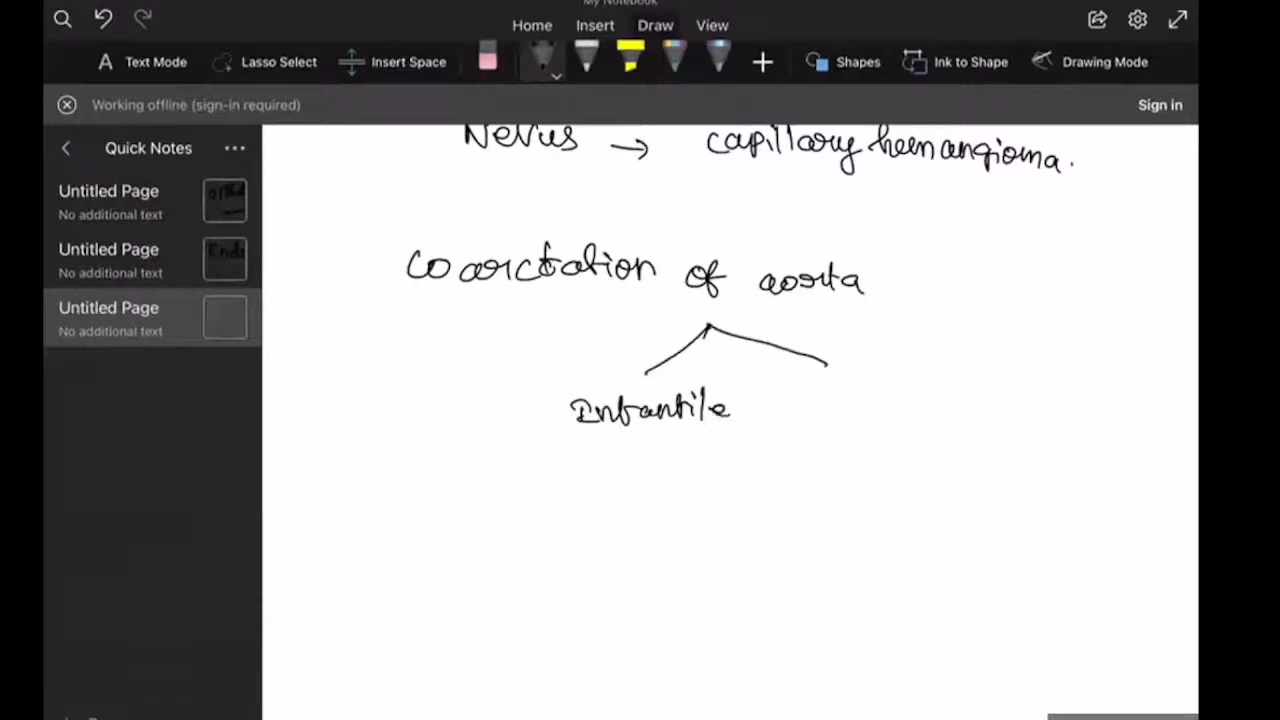 My Notebook
Home Insert Draw View
Text Mode Lasso Select Insert Space Shapes Ink to Shape Drawing Mode
Working offline (sign-in required) Sign in
Quick Notes
Untitled Page
No additional text
Untitled Page
No additional text
Untitled Page
No additional text
Nevus → capillary hemangioma.
coarctation of aorta
Infantile